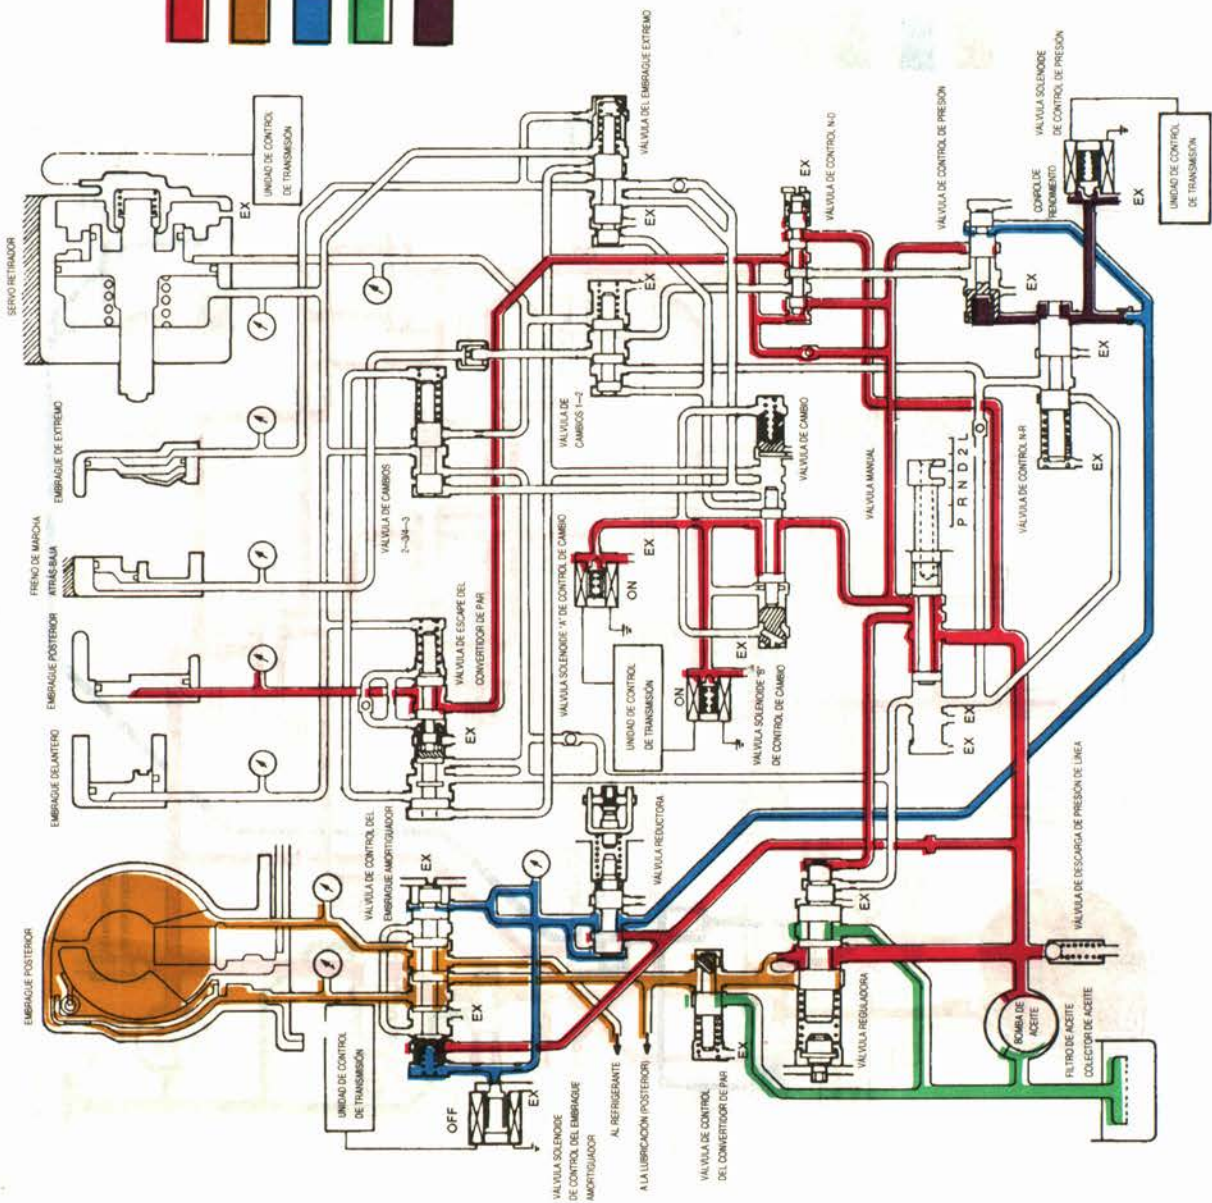 SERVO RETIRADOR
UNIDAD DE CONTROL
DE TRANSMISIÓN
EX
EMBRAGUE DE EXTREMO
FRENO DE MARCHA
ATRÁS-BAJA
EMBRAGUE POSTERIOR
EMBRAGUE DELANTERO
EMBRAGUE POSTERIOR
VÁLVULA DEL EMBRAGUE EXTREMO
EX
VÁLVULA DE CAMBIOS
2—3/4—3
VÁLVULA DE
CAMBIOS 1—2
EX
VÁLVULA DE CONTROL N-D
EX
EX
VÁLVULA DE CONTROL DE PRESIÓN
VÁLVULA SOLENOIDE
DE CONTROL DE PRESIÓN
CONROL DE
RENDIMIENTO
UNIDAD DE CONTROL
DE TRANSMISIÓN
EX
EX
EX
EX
VÁLVULA DE CONTROL N-R
VÁLVULA DE CAMBIO
VÁLVULA MANUAL
P R N D 2 L
EX
EX
VÁLVULA DE ESCAPE DEL
CONVERTIDOR DE PAR
EX
VÁLVULA SOLENOIDE "A" DE CONTROL DE CAMBIO
ON
EX
UNIDAD DE CONTROL
DE TRANSMISIÓN
ON
EX
VÁLVULA SOLENOIDE "B"
DE CONTROL DE CAMBIO
VÁLVULA DE CONTROL DEL
EMBRAGUE AMORTIGUADOR
EX
EX
VÁLVULA REDUCTORA
UNIDAD DE CONTROL
DE TRANSMISIÓN
OFF
EX
VÁLVULA SOLENOIDE
DE CONTROL DEL EMBRAGUE
AMORTIGUADOR
AL REFRIGERANTE
A LA LUBRICACIÓN (POSTERIOR)
VÁLVULA DE CONTROL
DEL CONVERTIDOR DE PAR
EX
EX
VÁLVULA REGULADORA
VÁLVULA DE DESCARGA DE PRESIÓN DE LÍNEA
BOMBA DE
ACEITE
FILTRO DE ACEITE
COLECTOR DE ACEITE